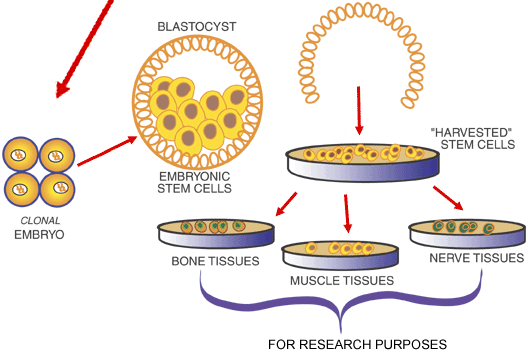 BLASTOCYST
"HARVESTED"
STEM CELLS
EMBRYONIC
STEM CELLS
CLONAL
EMBRYO
BONE TISSUES
MUSCLE TISSUES
NERVE TISSUES
FOR RESEARCH PURPOSES